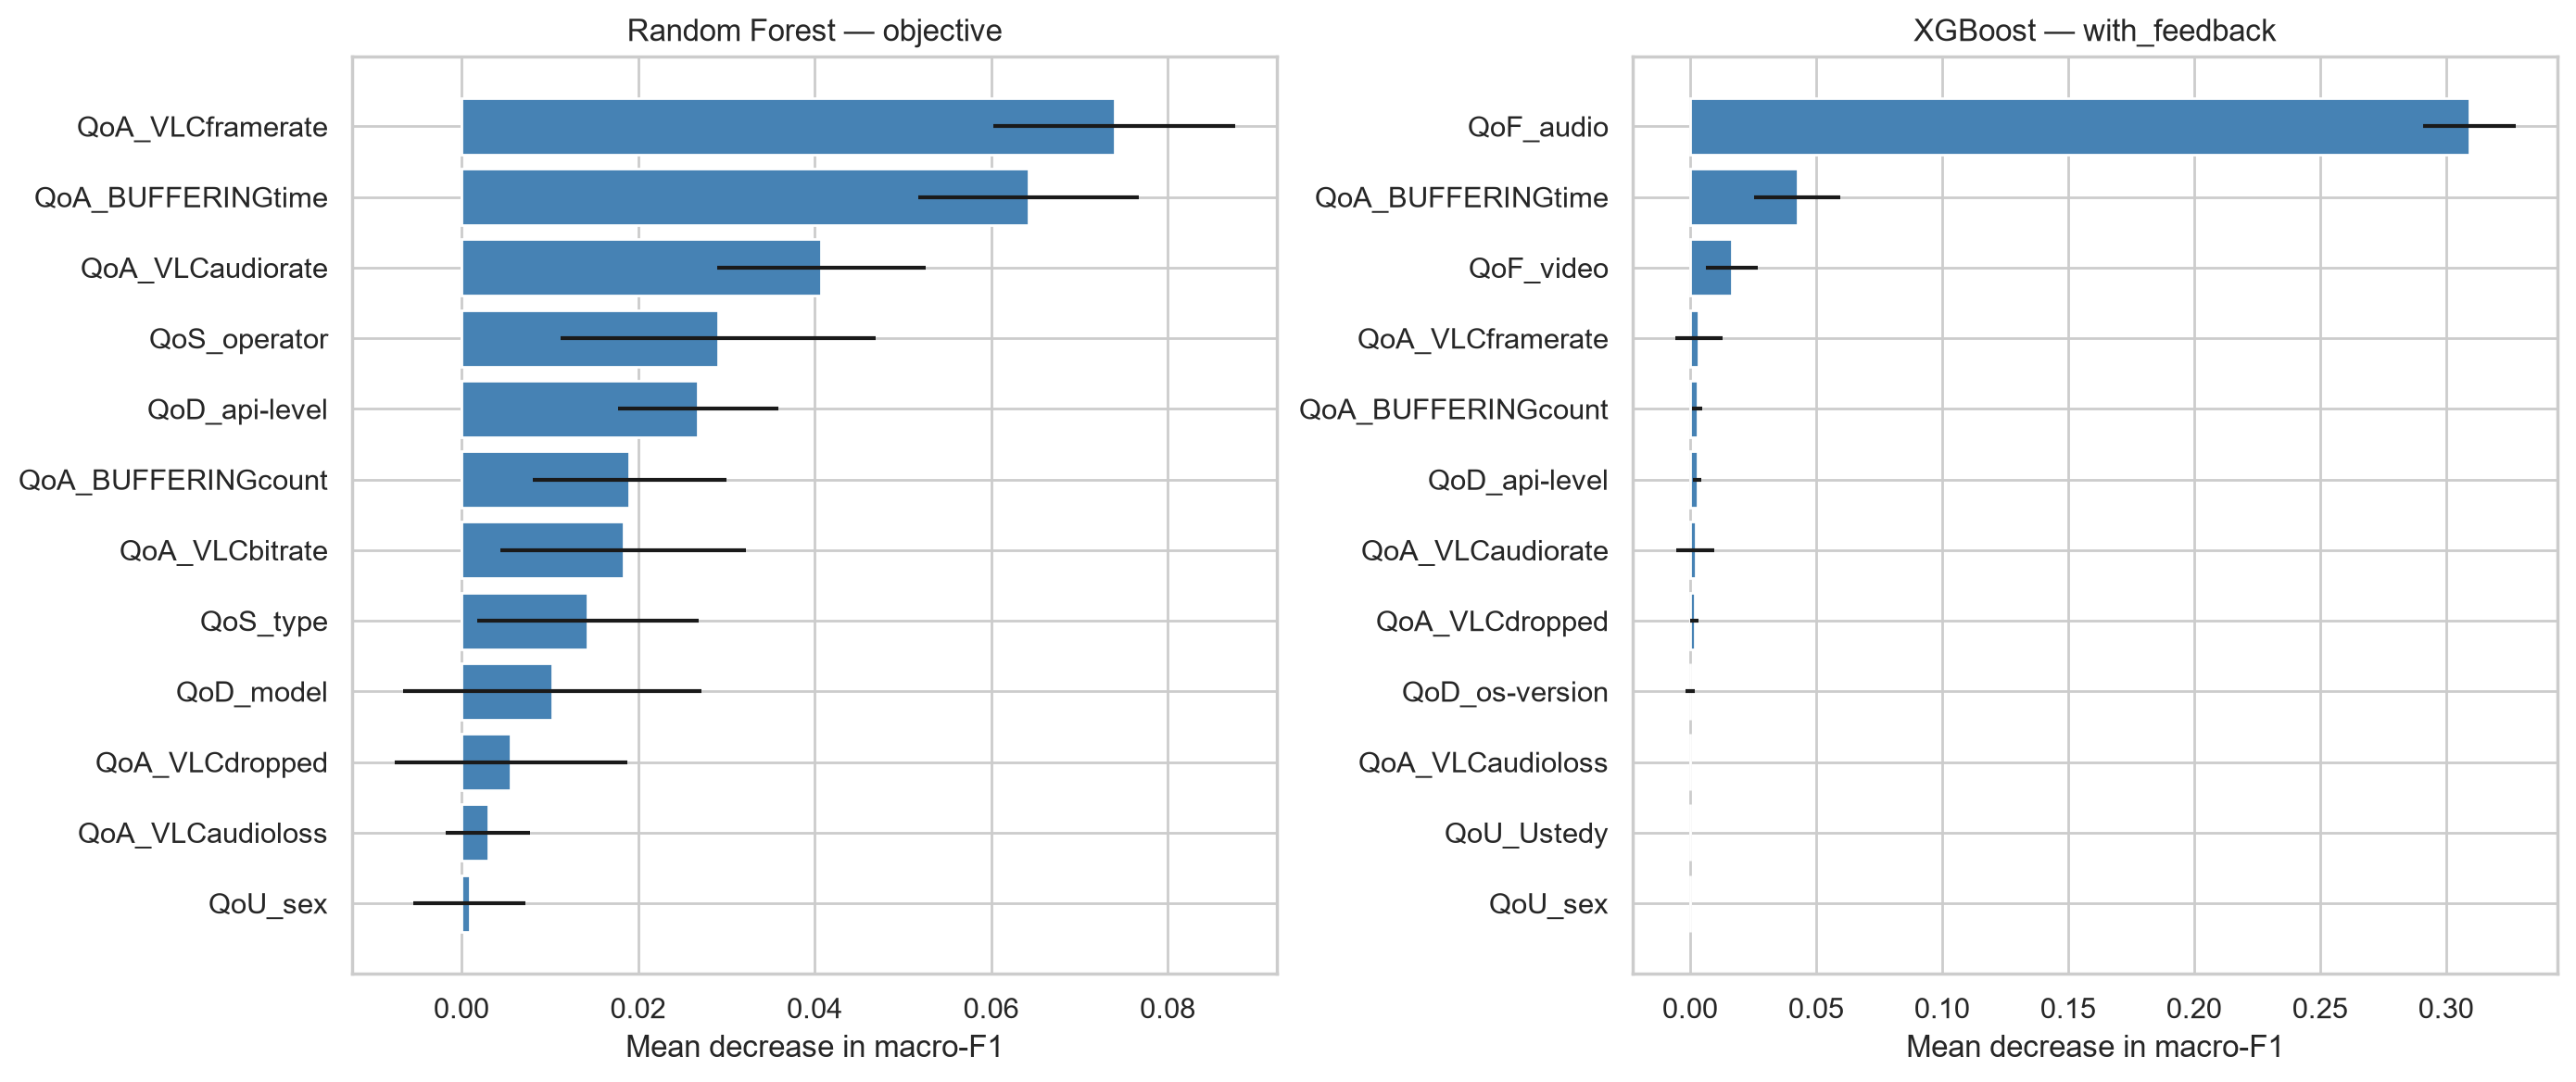 Random Forest — objective
QoA_VLCframerate
QoA_BUFFERINGtime
QoA_VLCaudiorate
QoS_operator
QoD_api-level
QoA_BUFFERINGcount
QoA_VLCbitrate
QoS_type
QoD_model
QoA_VLCdropped
QoA_VLCaudioloss
QoU_sex
0.00 0.02 0.04 0.06 0.08
Mean decrease in macro-F1
XGBoost — with_feedback
QoF_audio
QoA_BUFFERINGtime
QoF_video
QoA_VLCframerate
QoA_BUFFERINGcount
QoD_api-level
QoA_VLCaudiorate
QoA_VLCdropped
QoD_os-version
QoA_VLCaudioloss
QoU_Ustedy
QoU_sex
0.00 0.05 0.10 0.15 0.20 0.25 0.30
Mean decrease in macro-F1